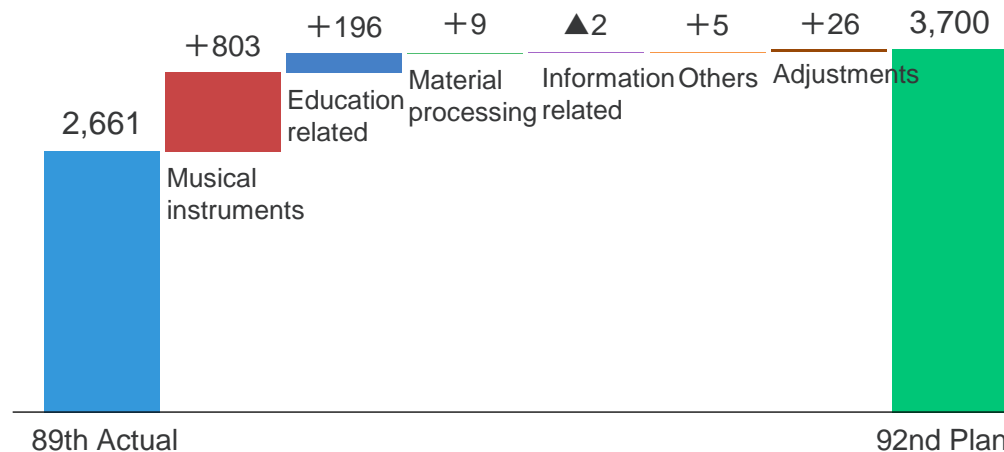 2,661
+803
+196
+9
▲2
+5
+26
3,700
Musical
instruments
Education
related
Material
processing
Information
related
Others
Adjustments
89th Actual
92nd Plan